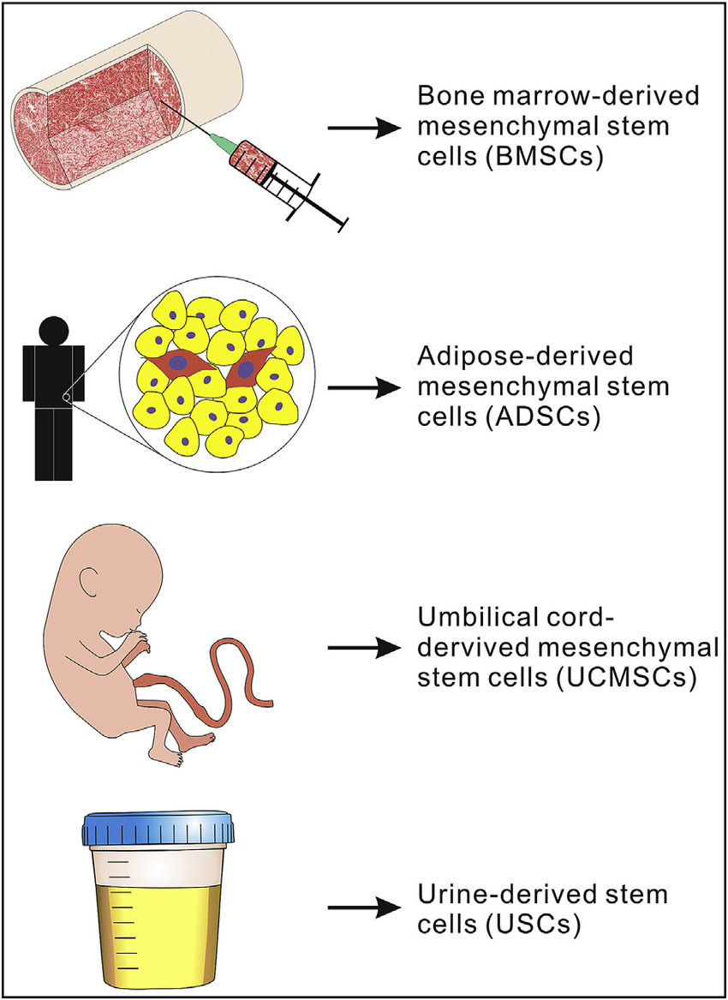 Bone marrow-derived
mesenchymal stem
cells (BMSCs)
Adipose-derived
mesenchymal stem
cells (ADSCs)
Umbilical cord-
dervived mesenchymal
stem cells (UCMSCs)
Urine-derived stem
cells (USCs)